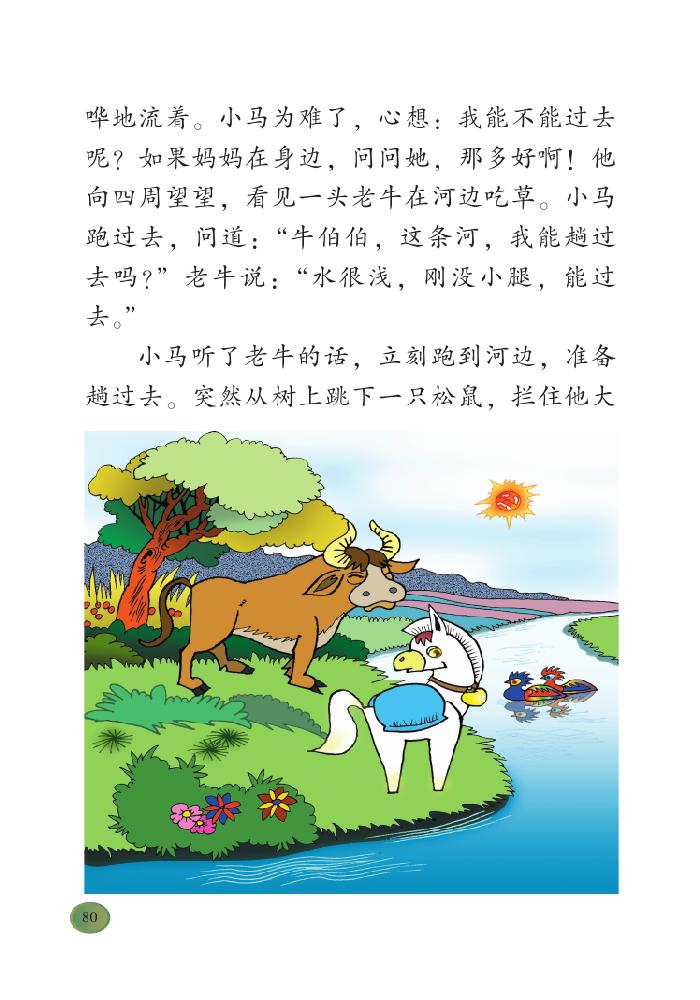 哗地流着。小马为难了，心想：我能不能过去
呢？如果妈妈在身边，问问她，那多好啊！他
向四周望望，看见一头老牛在河边吃草。小马
跑过去，问道：“牛伯伯，这条河，我能趟过
去吗？”老牛说：“水很浅，刚没小腿，能过
去。”
小马听了老牛的话，立刻跑到河边，准备
趟过去。突然从树上跳下一只松鼠，拦住他大
80